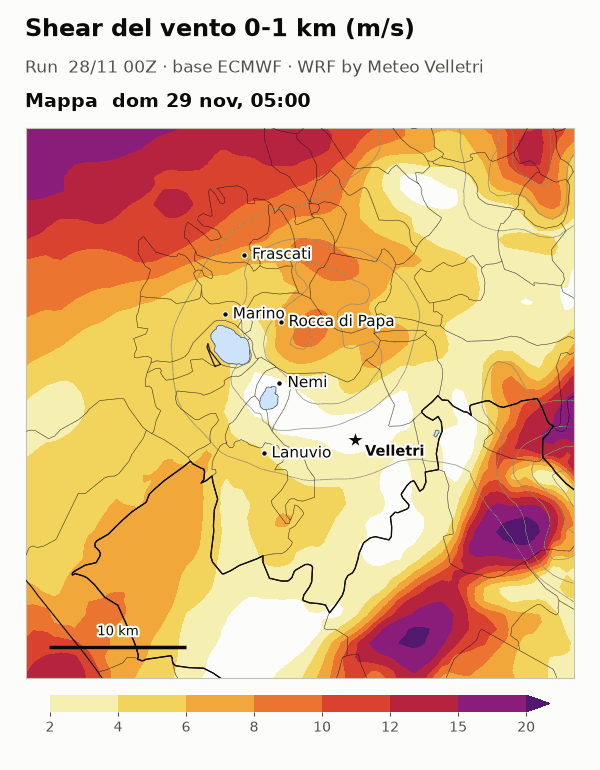 Shear del vento 0-1 km (m/s)
Run  28/11 00Z · base ECMWF · WRF by Meteo Velletri
Mappa  dom 29 nov, 05:00
Frascati
Marino
Rocca di Papa
Nemi
Velletri
Lanuvio
10 km
2 4 6 8 10 12 15 20